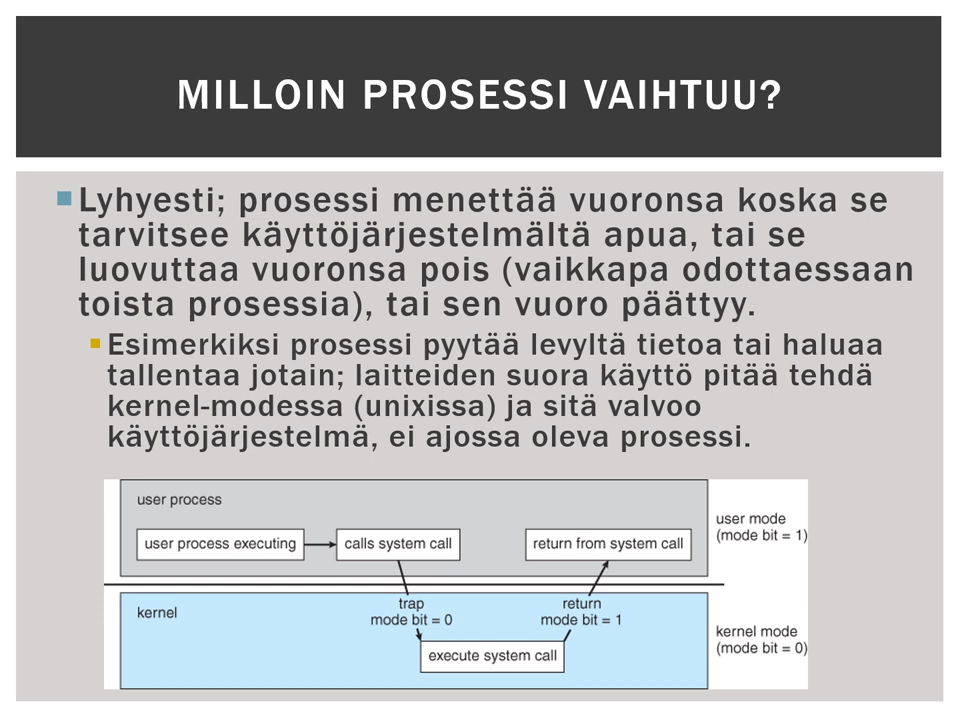 MILLOIN PROSESSI VAIHTUU?
Lyhyesti; prosessi menettää vuoronsa koska se
tarvitsee käyttöjärjestelmältä apua, tai se
luovuttaa vuoronsa pois (vaikkapa odottaessaan
toista prosessia), tai sen vuoro päättyy.
Esimerkiksi prosessi pyytää levyltä tietoa tai haluaa
tallentaa jotain; laitteiden suora käyttö pitää tehdä
kernel-modessa (unixissa) ja sitä valvoo
käyttöjärjestelmä, ei ajossa oleva prosessi.
user process
user process executing
calls system call
return from system call
user mode
(mode bit = 1)
kernel
trap
mode bit = 0
return
mode bit = 1
execute system call
kernel mode
(mode bit = 0)